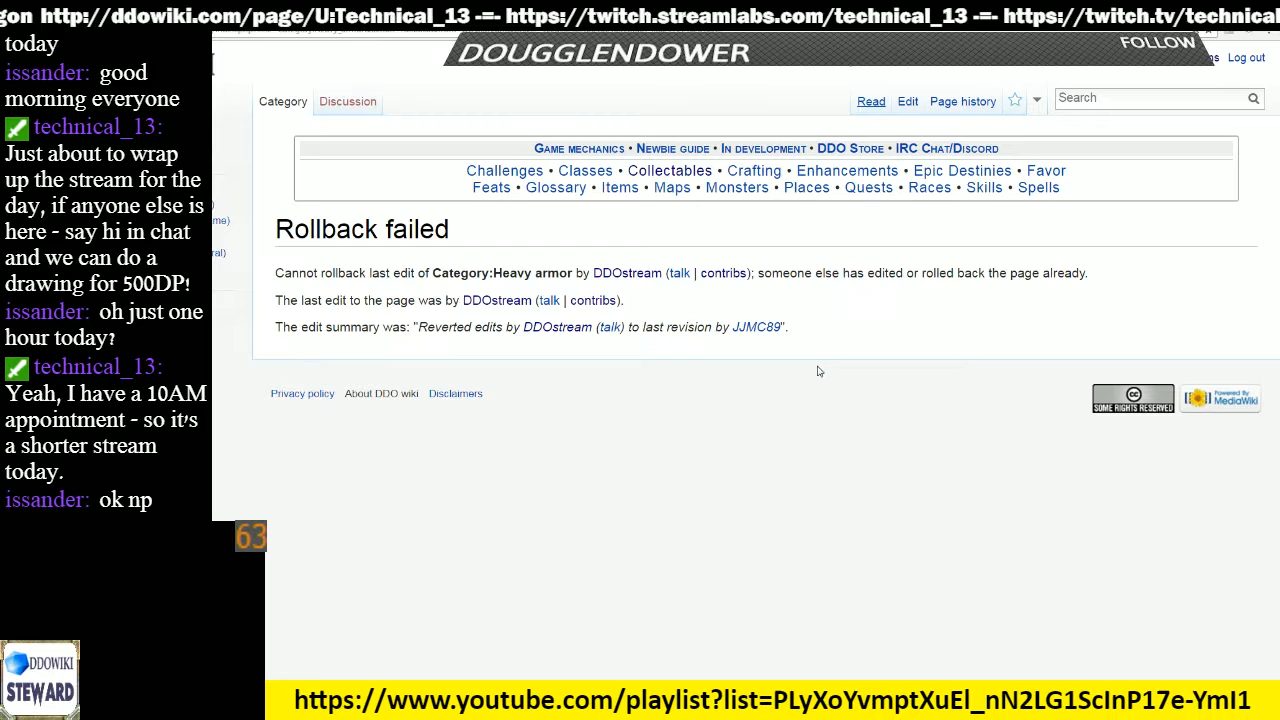 gon http://ddowiki.com/page/U:Technical_13 -=- https://twitch.streamlabs.com/technical_13 -=- https://twitch.tv/technical
today
issander: good
morning everyone
technical_13:
Just about to wrap
up the stream for the
day, if anyone else is
here - say hi in chat
and we can do a
drawing for 500DP!
issander: oh just one
hour today?
technical_13:
Yeah, I have a 10AM
appointment - so it's
a shorter stream
today.
issander: ok np
63
DDOWIKI
STEWARD
DOUGGLENDOWER
FOLLOW
Log out
Category Discussion
Read Edit Page history
Search
Game mechanics • Newbie guide • In development • DDO Store • IRC Chat/Discord
Challenges • Classes • Collectables • Crafting • Enhancements • Epic Destinies • Favor
Feats • Glossary • Items • Maps • Monsters • Places • Quests • Races • Skills • Spells
Rollback failed
Cannot rollback last edit of Category:Heavy armor by DDOstream (talk | contribs); someone else has edited or rolled back the page already.
The last edit to the page was by DDOstream (talk | contribs).
The edit summary was: "Reverted edits by DDOstream (talk) to last revision by JJMC89".
Privacy policy About DDO wiki Disclaimers
cc
SOME RIGHTS RESERVED
Powered By
MediaWiki
https://www.youtube.com/playlist?list=PLyXoYvmptXuEl_nN2LG1ScInP17e-YmI1